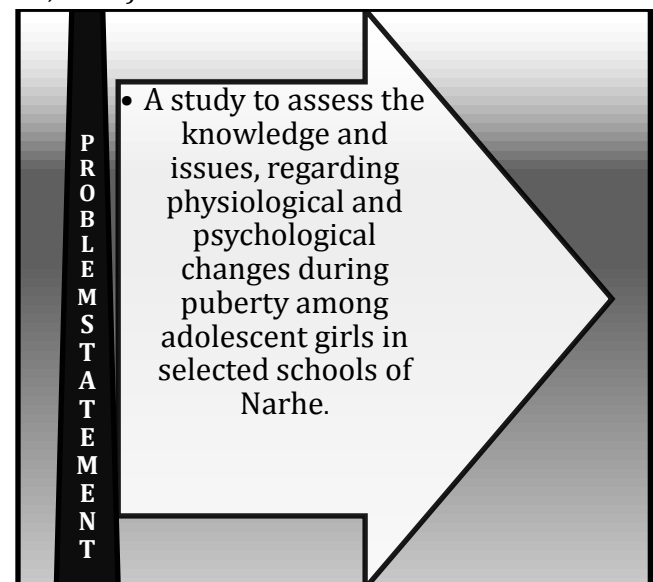 PROBLEMSTATEMENT
• A study to assess the
knowledge and
issues, regarding
physiological and
psychological
changes during
puberty among
adolescent girls in
selected schools of
Narhe.